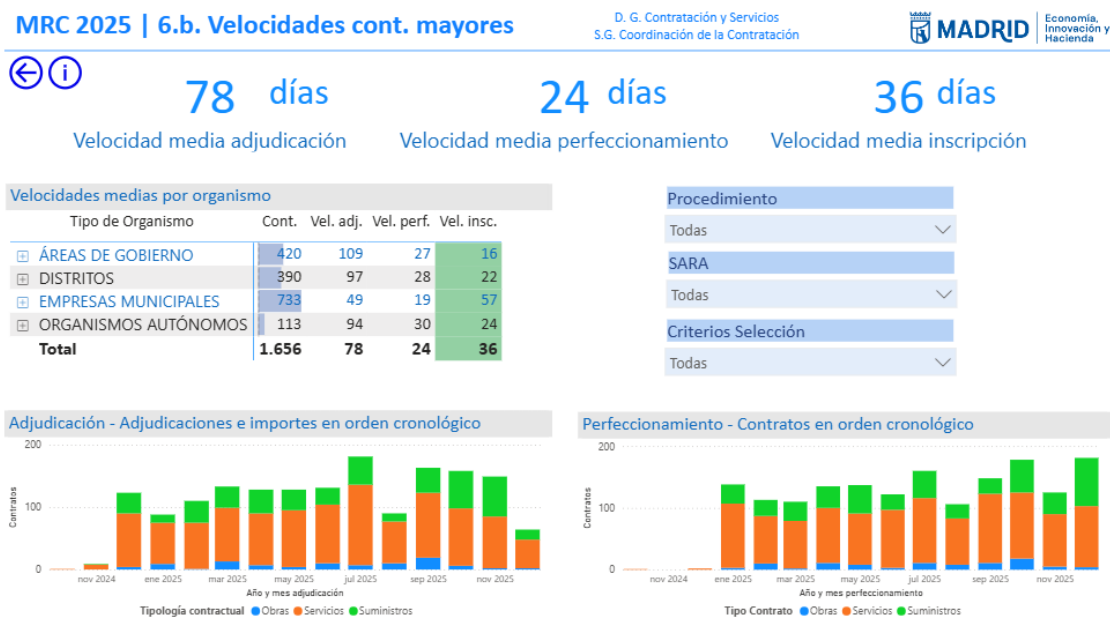 MRC 2025 | 6.b. Velocidades cont. mayores
D. G. Contratación y Servicios
S.G. Coordinación de la Contratación
MADRID
Economía,
Innovación y
Hacienda
i
78 días
Velocidad media adjudicación
24 días
Velocidad media perfeccionamiento
36 días
Velocidad media inscripción
Velocidades medias por organismo
Tipo de Organismo Cont. Vel. adj. Vel. perf. Vel. insc.
ÁREAS DE GOBIERNO 420 109 27 16
DISTRITOS 390 97 28 22
EMPRESAS MUNICIPALES 733 49 19 57
ORGANISMOS AUTÓNOMOS 113 94 30 24
Total 1.656 78 24 36
Procedimiento
Todas
SARA
Todas
Criterios Selección
Todas
Adjudicación - Adjudicaciones e importes en orden cronológico
Contratos
200
100
0
nov 2024 ene 2025 mar 2025 may 2025 jul 2025 sep 2025 nov 2025
Año y mes adjudicación
Tipología contractual Obras Servicios Suministros
Perfeccionamiento - Contratos en orden cronológico
Contratos
200
100
0
nov 2024 ene 2025 mar 2025 may 2025 jul 2025 sep 2025 nov 2025
Año y mes perfeccionamiento
Tipo Contrato Obras Servicios Suministros